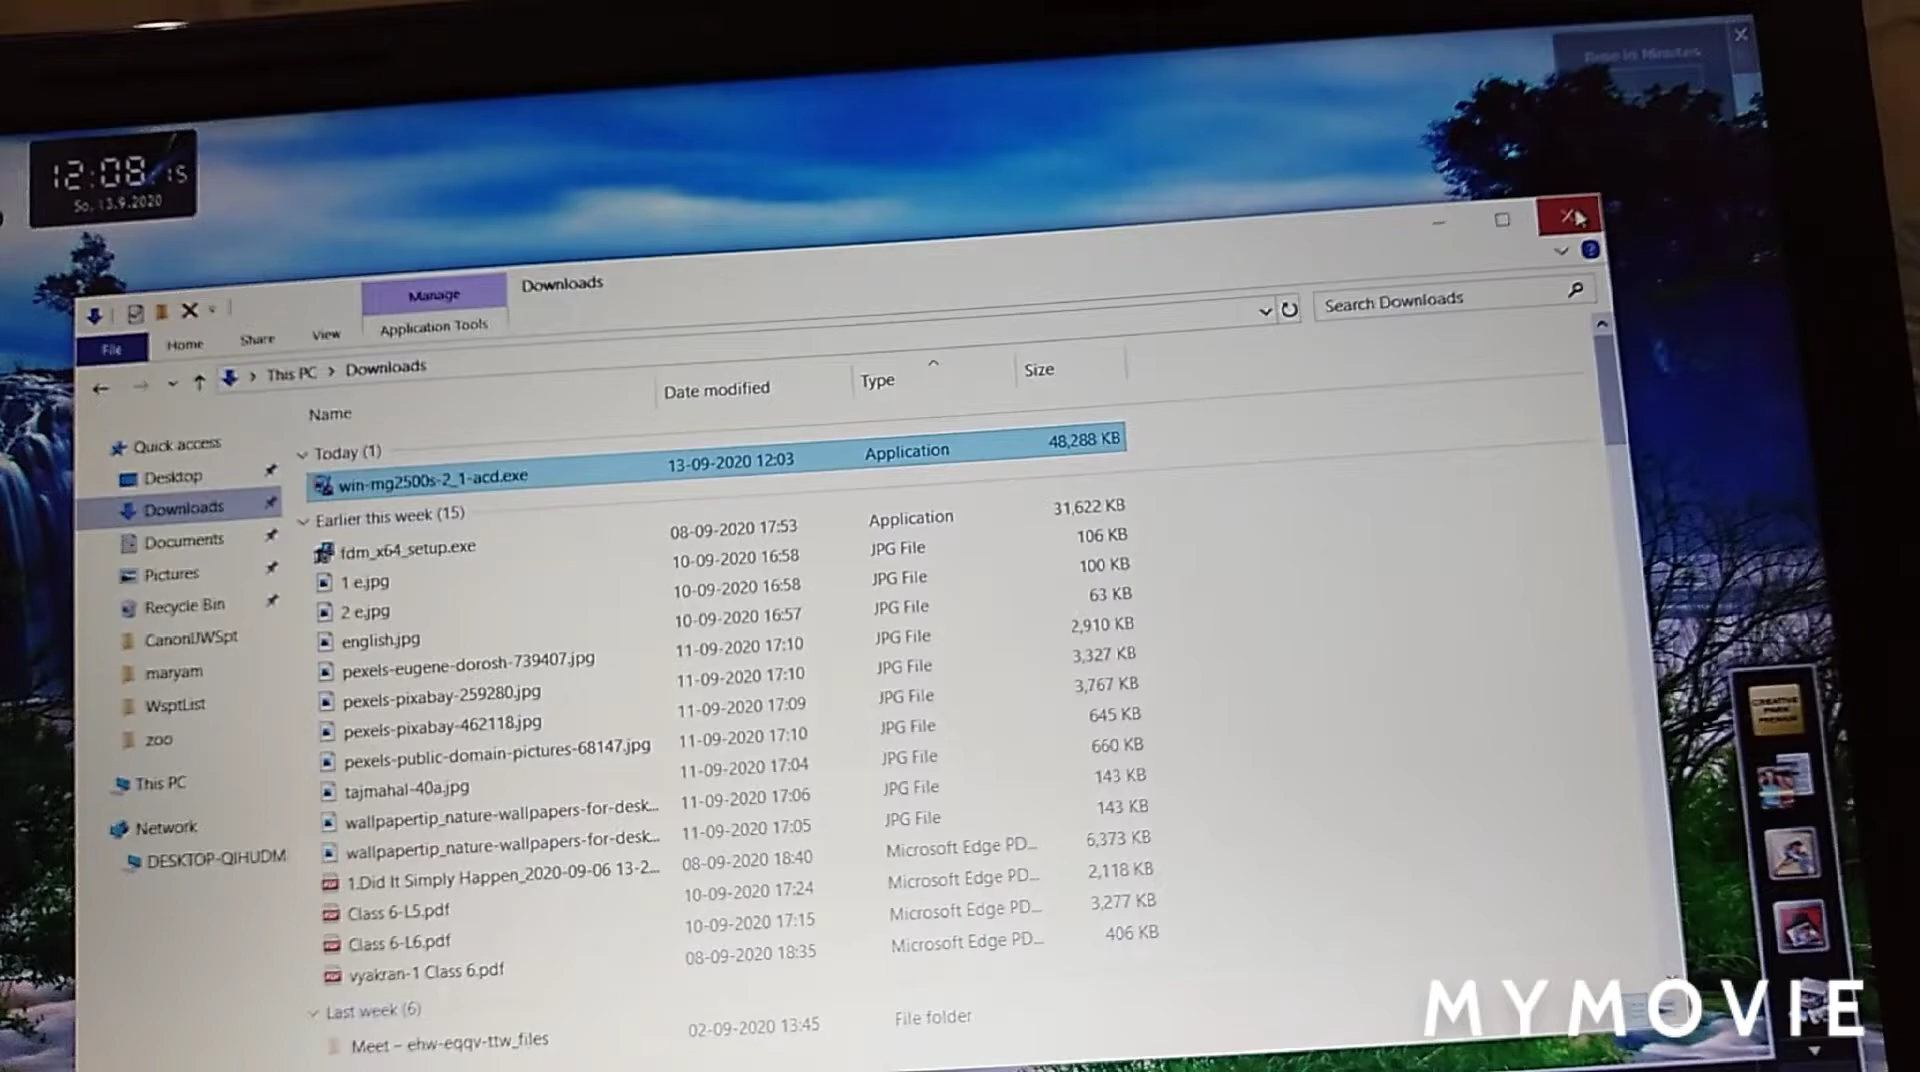 Time in Minutes
12:08:15
So, 13.9.2020
Manage
Downloads
File
Home
Share
View
Application Tools
This PC > Downloads
Search Downloads
Name
Date modified
Type
Size
Quick access
Desktop
Downloads
Documents
Pictures
Recycle Bin
CanonIJWSpt
maryam
WsptList
zoo
This PC
Network
DESKTOP-QIHUDM
Today (1)
win-mg2500s-2_1-acd.exe 13-09-2020 12:03 Application 48,288 KB
Earlier this week (15)
fdm_x64_setup.exe 08-09-2020 17:53 Application 31,622 KB
1 e.jpg 10-09-2020 16:58 JPG File 106 KB
2 e.jpg 10-09-2020 16:58 JPG File 100 KB
english.jpg 10-09-2020 16:57 JPG File 63 KB
pexels-eugene-dorosh-739407.jpg 11-09-2020 17:10 JPG File 2,910 KB
pexels-pixabay-259280.jpg 11-09-2020 17:10 JPG File 3,327 KB
pexels-pixabay-462118.jpg 11-09-2020 17:09 JPG File 3,767 KB
pexels-public-domain-pictures-68147.jpg 11-09-2020 17:10 JPG File 645 KB
tajmahal-40a.jpg 11-09-2020 17:04 JPG File 660 KB
wallpapertip_nature-wallpapers-for-desk... 11-09-2020 17:06 JPG File 143 KB
wallpapertip_nature-wallpapers-for-desk... 11-09-2020 17:05 JPG File 143 KB
1.Did It Simply Happen_2020-09-06 13-2... 08-09-2020 18:40 Microsoft Edge PD... 6,373 KB
Class 6-L5.pdf 10-09-2020 17:24 Microsoft Edge PD... 2,118 KB
Class 6-L6.pdf 10-09-2020 17:15 Microsoft Edge PD... 3,277 KB
vyakran-1 Class 6.pdf 08-09-2020 18:35 Microsoft Edge PD... 406 KB
Last week (6)
Meet – ehw-eqqv-ttw_files 02-09-2020 13:45 File folder
CREATIVE
PARK
PREMIUM
MYMOVIE